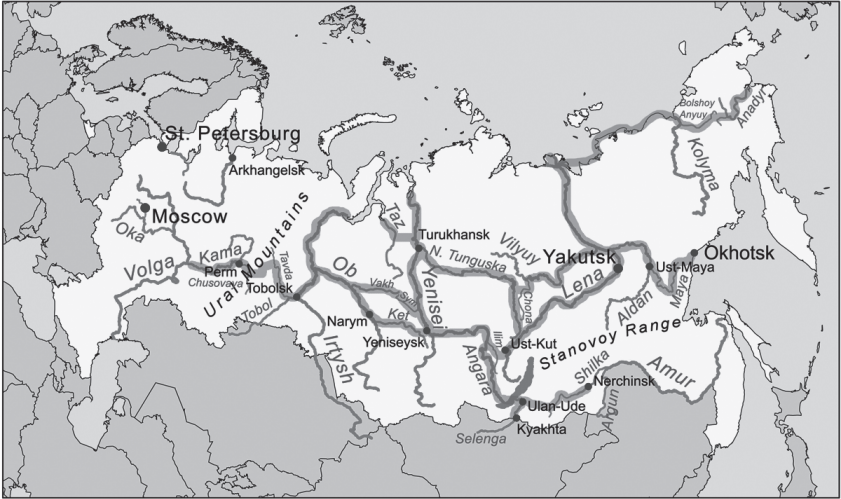 St. Petersburg
Arkhangelsk
Moscow
Oka
Volga
Kama
Perm
Chusovaya
Ural Mountains
Tavda
Tobolsk
Tobol
Irtysh
Ob
Taz
Vakh
Sym
Ket
Narym
Yeniseysk
Yenisei
Turukhansk
N. Tunguska
Vilyuy
Chona
Yakutsk
Lena
Ilim
Angara
Ust-Kut
Ulan-Ude
Kyakhta
Selenga
Stanovoy Range
Shilka
Nerchinsk
Argun
Amur
Aldan
Maya
Ust-Maya
Okhotsk
Kolyma
Bolshoy
Anyuy
Anadyr